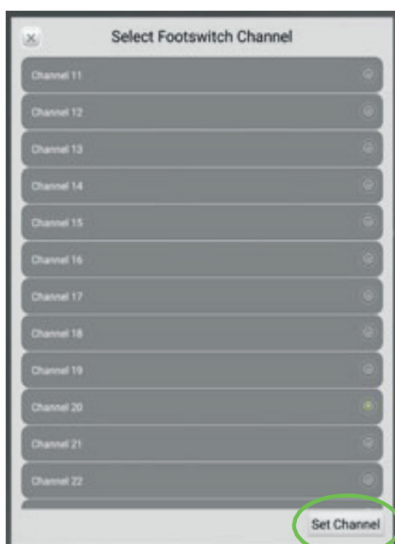 Select Footswitch Channel
Channel 11
Channel 12
Channel 13
Channel 14
Channel 15
Channel 16
Channel 17
Channel 18
Channel 19
Channel 20
Channel 21
Channel 22
Set Channel